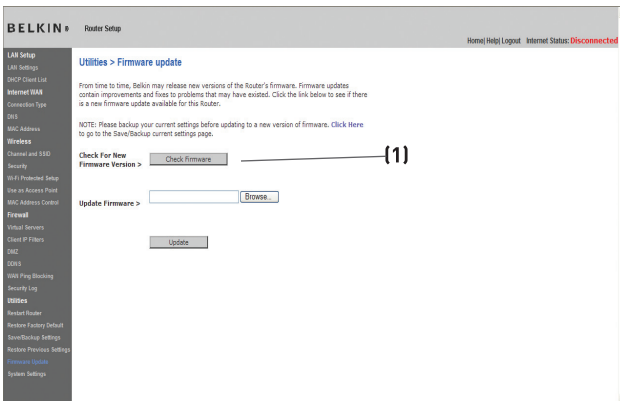 BELKIN® Router Setup
Home| Help| Logout Internet Status: Disconnected
LAN Setup
LAN Settings
DHCP Client List
Internet WAN
Connection Type
DNS
MAC Address
Wireless
Channel and SSID
Security
Wi-Fi Protected Setup
Use as Access Point
MAC Address Control
Firewall
Virtual Servers
Client IP Filters
DMZ
DDNS
WAN Ping Blocking
Security Log
Utilities
Restart Router
Restore Factory Default
Save/Backup Settings
Restore Previous Settings
Firmware Update
System Settings
Utilities > Firmware update
From time to time, Belkin may release new versions of the Router's firmware. Firmware updates
contain improvements and fixes to problems that may have existed. Click the link below to see if there
is a new firmware update available for this Router.
NOTE: Please backup your current settings before updating to a new version of firmware. Click Here
to go to the Save/Backup current settings page.
Check For New
Firmware Version >
Check Firmware
(1)
Update Firmware >
Browse...
Update